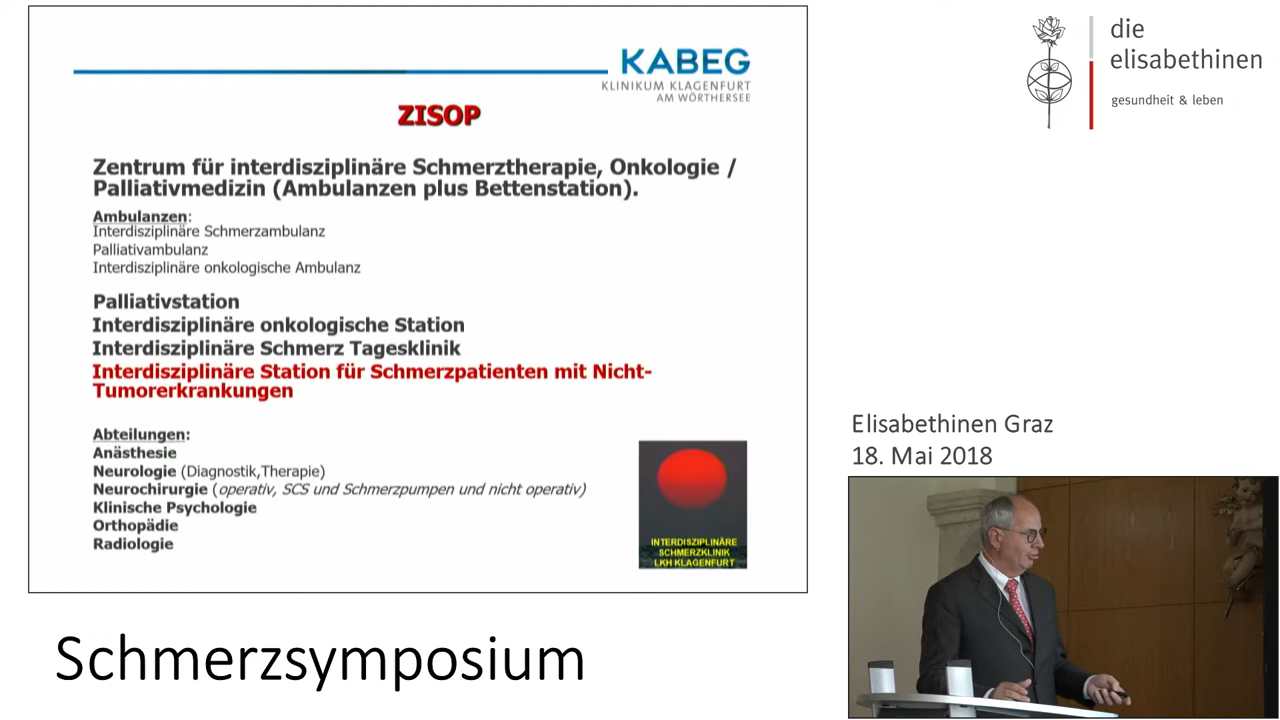 KABEG
KLINIKUM KLAGENFURT
AM WÖRTHERSEE
ZISOP
Zentrum für interdisziplinäre Schmerztherapie, Onkologie /
Palliativmedizin (Ambulanzen plus Bettenstation).
Ambulanzen:
Interdisziplinäre Schmerzambulanz
Palliativambulanz
Interdisziplinäre onkologische Ambulanz
Palliativstation
Interdisziplinäre onkologische Station
Interdisziplinäre Schmerz Tagesklinik
Interdisziplinäre Station für Schmerzpatienten mit Nicht-
Tumorerkrankungen
Abteilungen:
Anästhesie
Neurologie (Diagnostik,Therapie)
Neurochirurgie (operativ, SCS und Schmerzpumpen und nicht operativ)
Klinische Psychologie
Orthopädie
Radiologie
INTERDISZIPLINÄRE
SCHMERZKLINIK
LKH KLAGENFURT
die
elisabethinen
gesundheit & leben
Elisabethinen Graz
18. Mai 2018
Schmerzsymposium